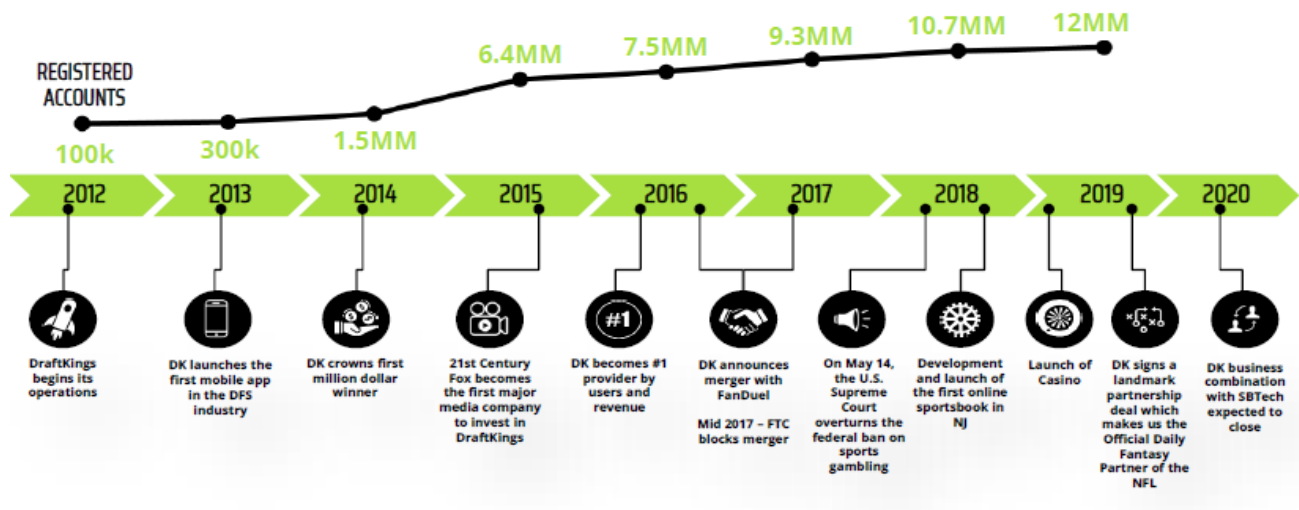 REGISTERED
ACCOUNTS
100k
300k
1.5MM
6.4MM
7.5MM
9.3MM
10.7MM
12MM
2012
2013
2014
2015
2016
2017
2018
2019
2020
#1
DraftKings
begins its
operations
DK launches the
first mobile app
in the DFS
industry
DK crowns first
million dollar
winner
21st Century
Fox becomes
the first major
media company
to invest in
DraftKings
DK becomes #1
provider by
users and
revenue
DK announces
merger with
FanDuel
Mid 2017 – FTC
blocks merger
On May 14,
the U.S.
Supreme
Court
overturns the
federal ban on
sports
gambling
Development
and launch of
the first online
sportsbook in
NJ
Launch of
Casino
DK signs a
landmark
partnership
deal which
makes us the
Official Daily
Fantasy
Partner of the
NFL
DK business
combination
with SBTech
expected to
close